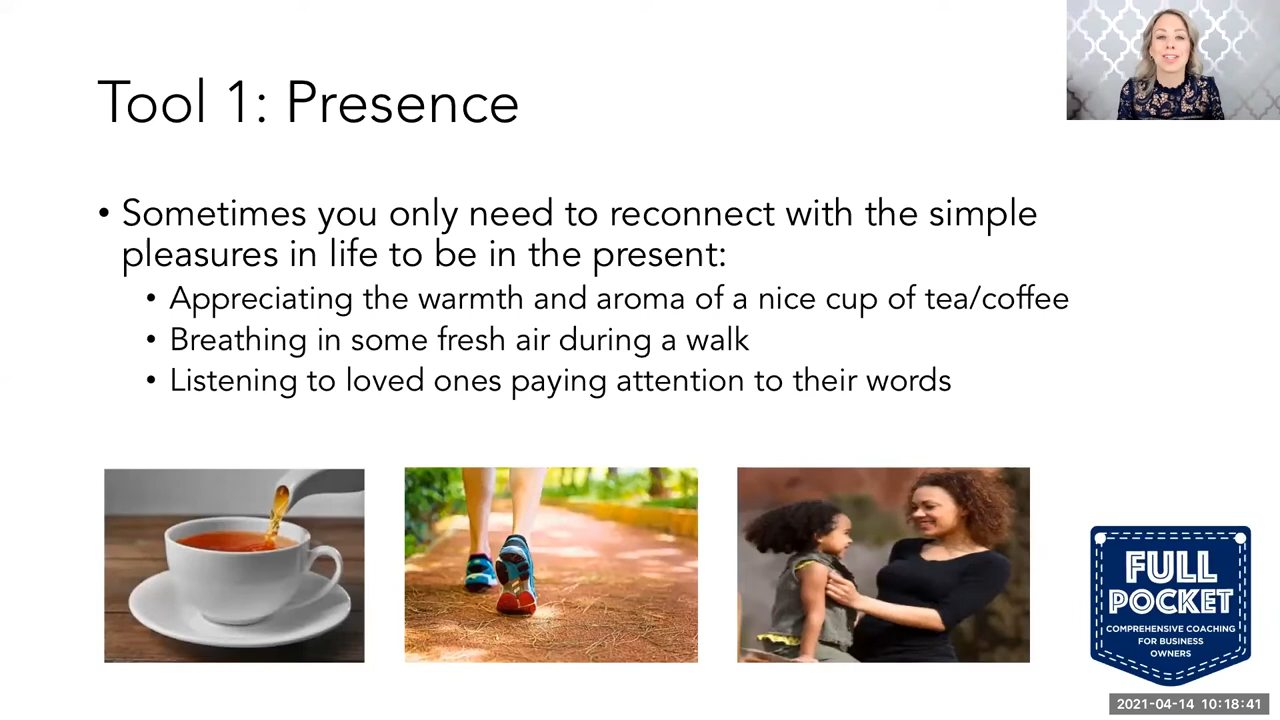 Tool 1: Presence
• Sometimes you only need to reconnect with the simple
pleasures in life to be in the present:
• Appreciating the warmth and aroma of a nice cup of tea/coffee
• Breathing in some fresh air during a walk
• Listening to loved ones paying attention to their words
FULL
POCKET
COMPREHENSIVE COACHING
FOR BUSINESS
OWNERS
2021-04-14 10:18:41